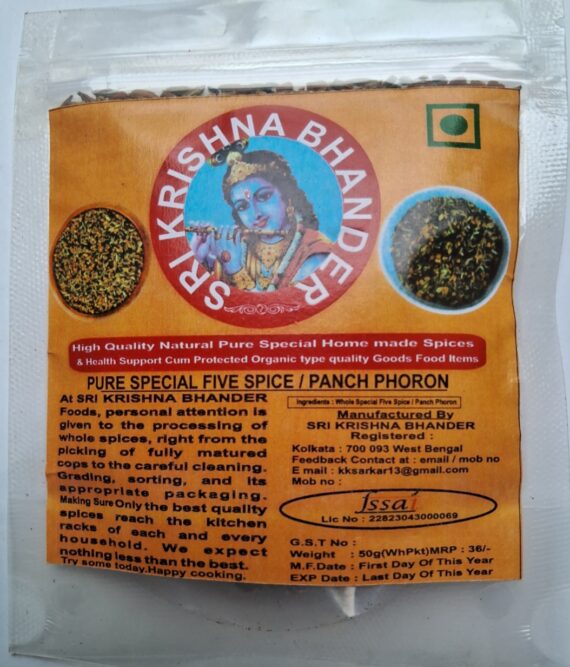 SRI KRISHNA BHANDER
High Quality Natural Pure Special Home made Spices
& Health Support Cum Protected Organic type quality Goods Food Items
PURE SPECIAL FIVE SPICE / PANCH PHORON
At SRI KRISHNA BHANDER
Foods, personal attention is
given to the processing of
whole spices, right from the
picking of fully matured
cops to the careful cleaning.
Grading, sorting, and its
appropriate packaging.
Making Sure Only the best quality
spices reach the kitchen
racks of each and every
household. We expect
nothing less than the best.
Try some today.Happy cooking.
Ingredients : Whole Special Five Spice / Panch Phoron
Manufactured By
SRI KRISHNA BHANDER
Registered :
Kolkata : 700 093 West Bengal
Feedback Contact at : email / mob no
E mail : kksarkar13@gmail.com
Mob no :
fssai
Lic No : 22823043000069
G.S.T No :
Weight : 50g(WhPkt)MRP : 36/-
M.F.Date : First Day Of This Year
EXP Date : Last Day Of This Year